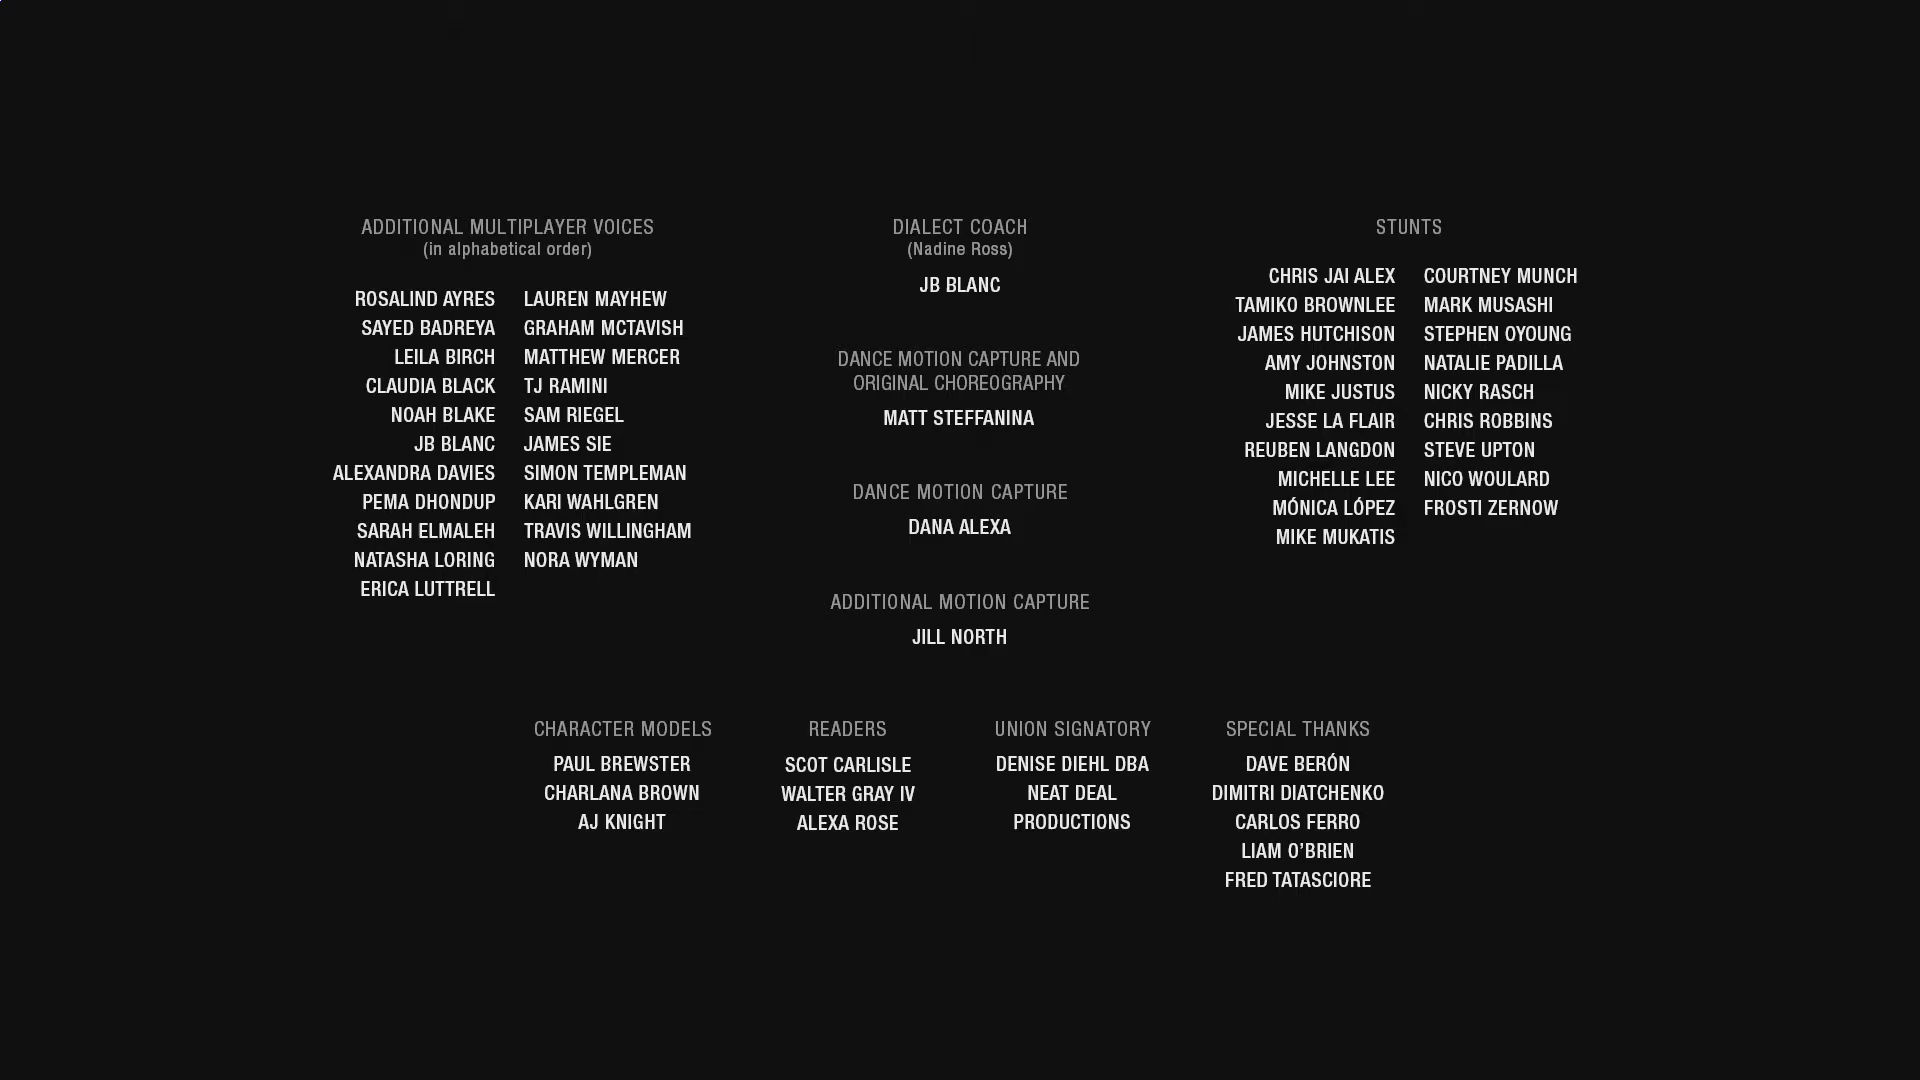 ADDITIONAL MULTIPLAYER VOICES
(in alphabetical order)
ROSALIND AYRES
SAYED BADREYA
LEILA BIRCH
CLAUDIA BLACK
NOAH BLAKE
JB BLANC
ALEXANDRA DAVIES
PEMA DHONDUP
SARAH ELMALEH
NATASHA LORING
ERICA LUTTRELL
LAUREN MAYHEW
GRAHAM MCTAVISH
MATTHEW MERCER
TJ RAMINI
SAM RIEGEL
JAMES SIE
SIMON TEMPLEMAN
KARI WAHLGREN
TRAVIS WILLINGHAM
NORA WYMAN
DIALECT COACH
(Nadine Ross)
JB BLANC
DANCE MOTION CAPTURE AND
ORIGINAL CHOREOGRAPHY
MATT STEFFANINA
DANCE MOTION CAPTURE
DANA ALEXA
ADDITIONAL MOTION CAPTURE
JILL NORTH
STUNTS
CHRIS JAI ALEX
TAMIKO BROWNLEE
JAMES HUTCHISON
AMY JOHNSTON
MIKE JUSTUS
JESSE LA FLAIR
REUBEN LANGDON
MICHELLE LEE
MÓNICA LÓPEZ
MIKE MUKATIS
COURTNEY MUNCH
MARK MUSASHI
STEPHEN OYOUNG
NATALIE PADILLA
NICKY RASCH
CHRIS ROBBINS
STEVE UPTON
NICO WOULARD
FROSTI ZERNOW
CHARACTER MODELS
PAUL BREWSTER
CHARLANA BROWN
AJ KNIGHT
READERS
SCOT CARLISLE
WALTER GRAY IV
ALEXA ROSE
UNION SIGNATORY
DENISE DIEHL DBA
NEAT DEAL
PRODUCTIONS
SPECIAL THANKS
DAVE BERÓN
DIMITRI DIATCHENKO
CARLOS FERRO
LIAM O’BRIEN
FRED TATASCIORE